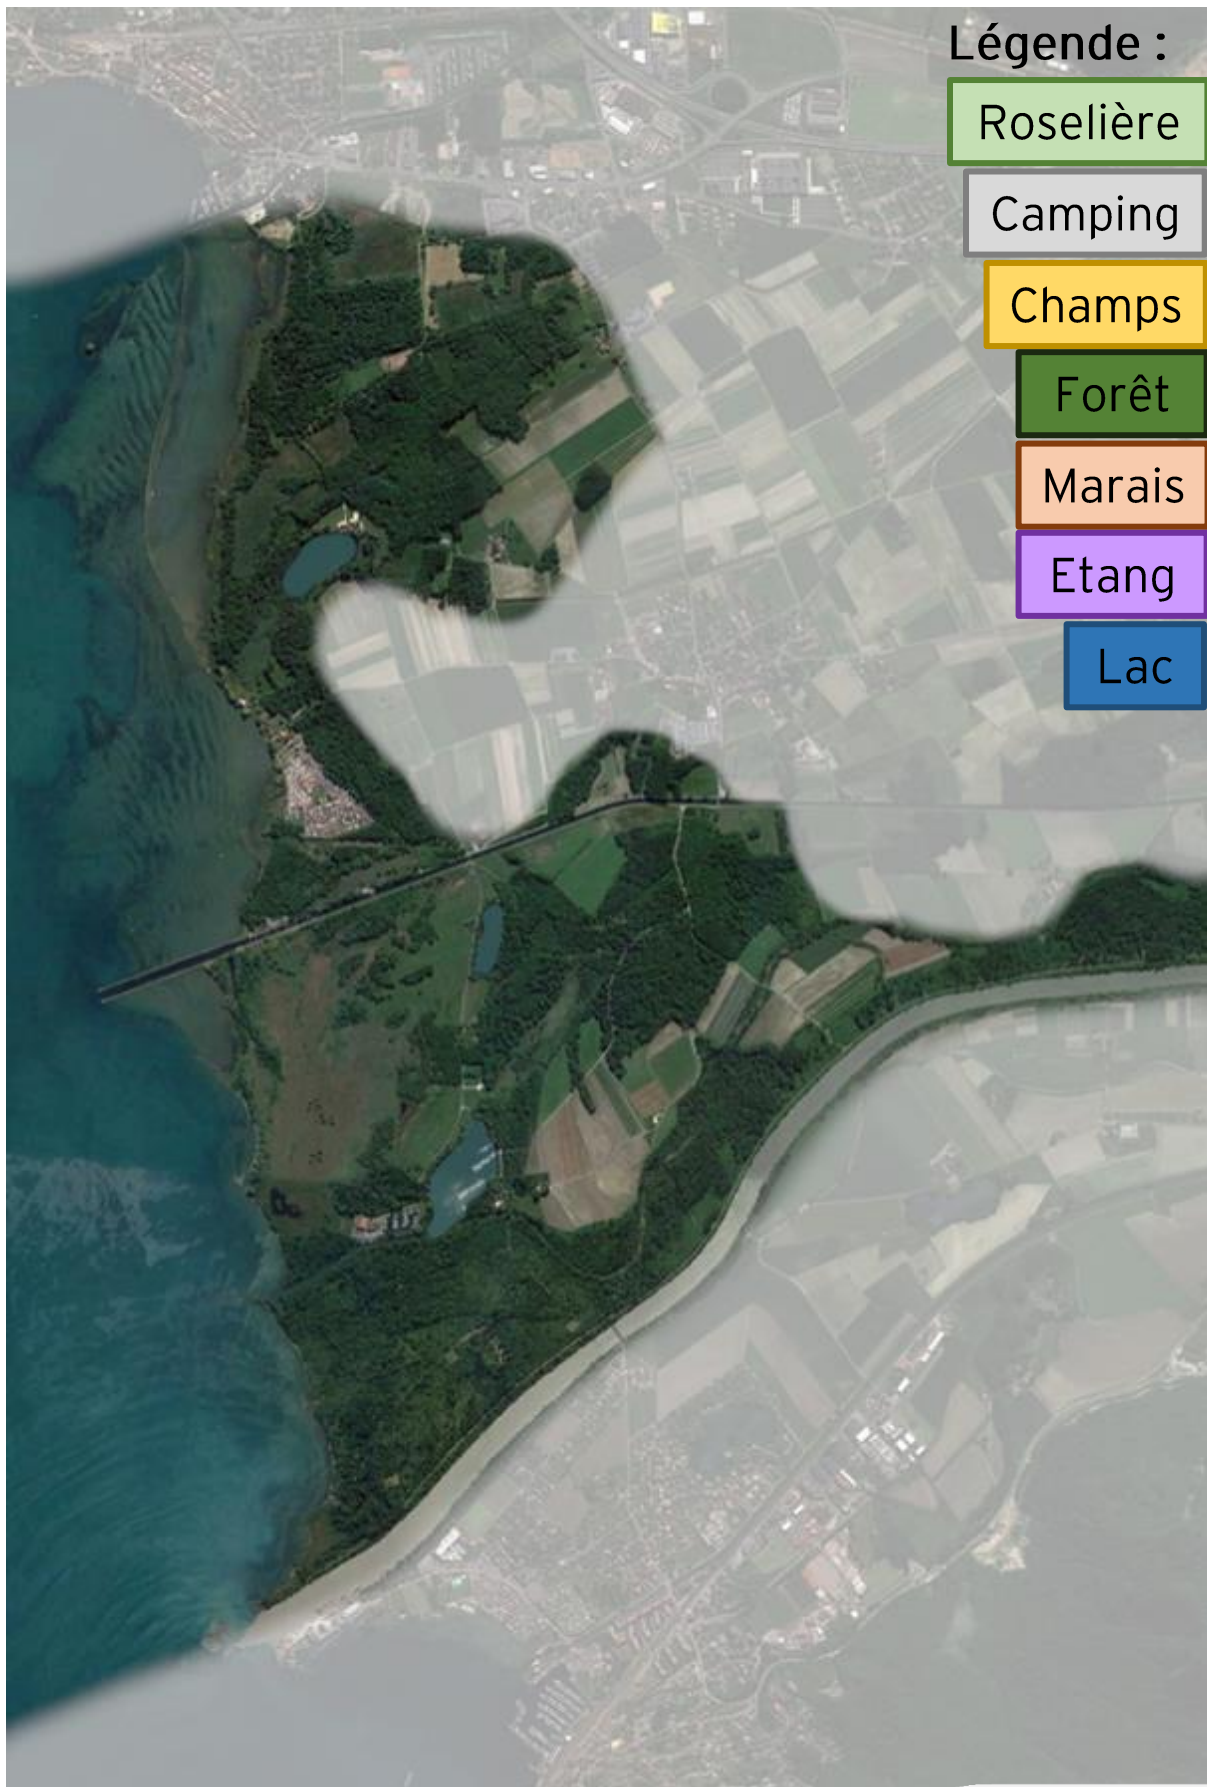 Légende :
Roselière
Camping
Champs
Forêt
Marais
Etang
Lac